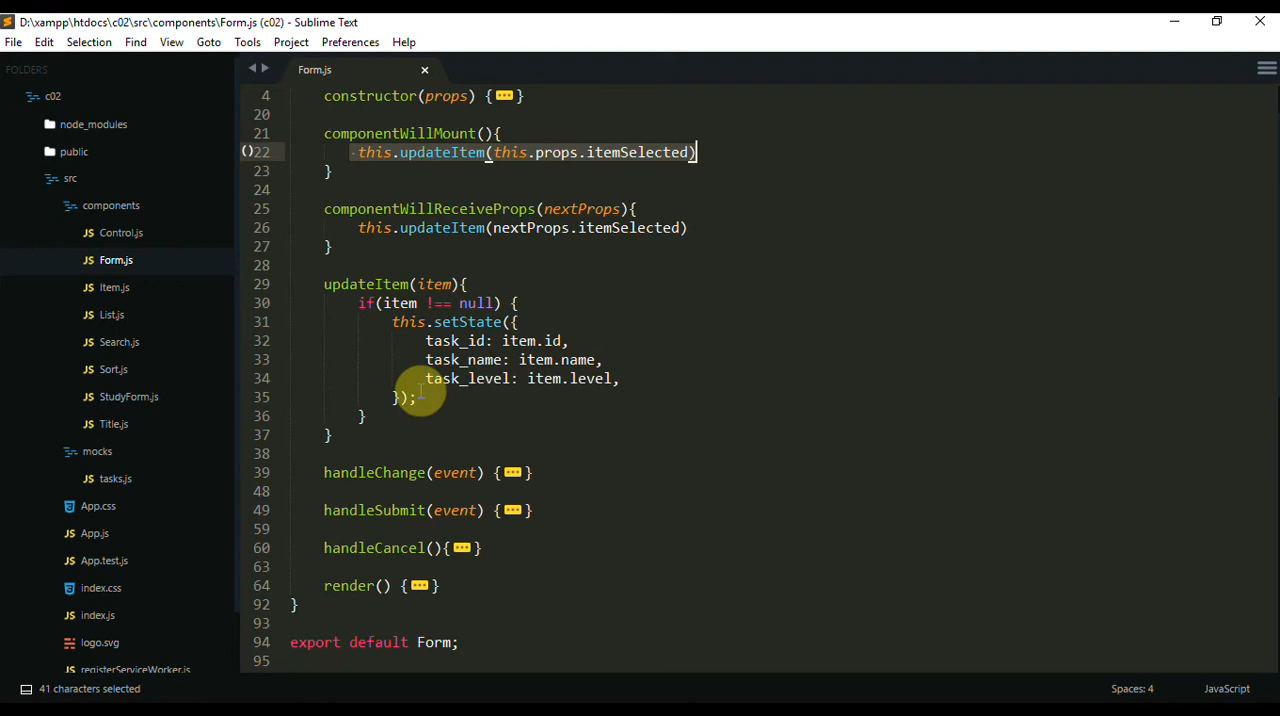 D:\xampp\htdocs\c02\src\components\Form.js (c02) - Sublime Text
File Edit Selection Find View Goto Tools Project Preferences Help
FOLDERS
c02
node_modules
public
src
components
Control.js
Form.js
Item.js
List.js
Search.js
Sort.js
StudyForm.js
Title.js
mocks
tasks.js
App.css
App.js
App.test.js
index.css
index.js
logo.svg
registerServiceWorker.js
Form.js
4 constructor(props) {}
20
21 componentWillMount(){
22 this.updateItem(this.props.itemSelected)
23 }
24
25 componentWillReceiveProps(nextProps){
26 this.updateItem(nextProps.itemSelected)
27 }
28
29 updateItem(item){
30 if(item !== null) {
31 this.setState({
32 task_id: item.id,
33 task_name: item.name,
34 task_level: item.level,
35 });
36 }
37 }
38
39 handleChange(event) {}
48
49 handleSubmit(event) {}
59
60 handleCancel(){}
63
64 render() {}
92 }
93
94 export default Form;
95
41 characters selected
Spaces: 4
JavaScript